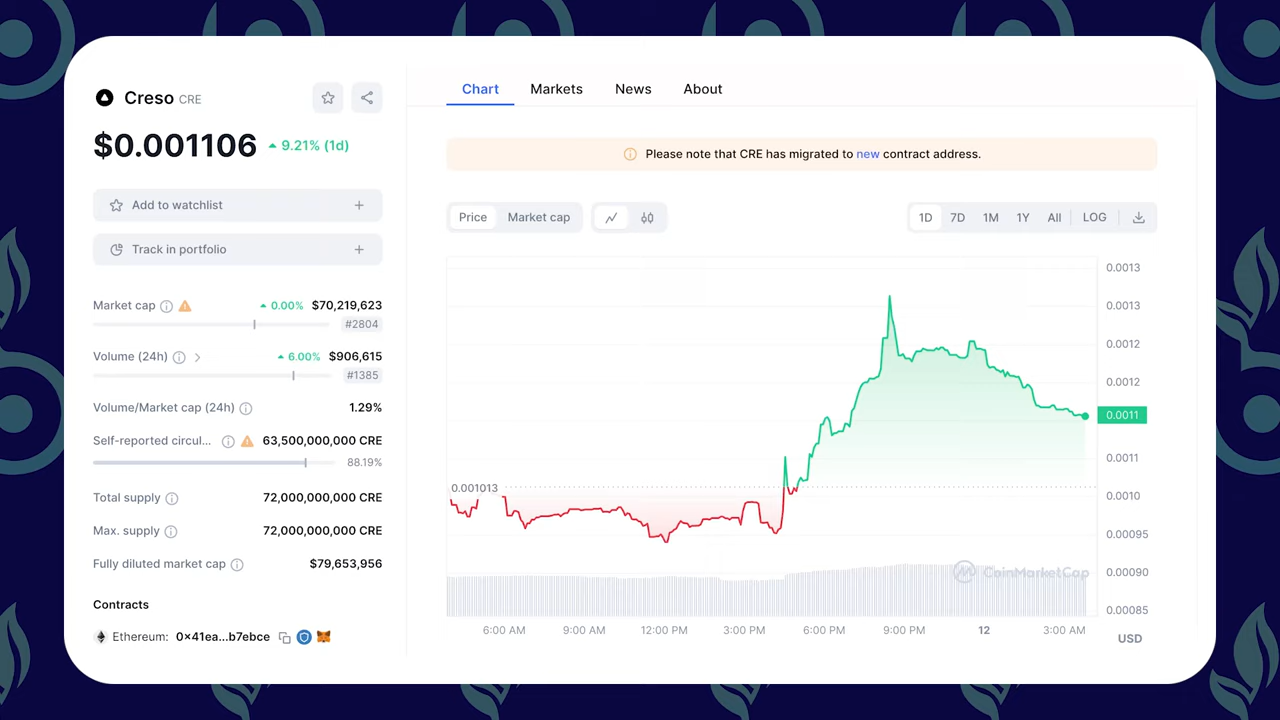 Creso CRE
$0.001106 9.21% (1d)
Add to watchlist +
Track in portfolio +
Market cap 0.00% $70,219,623
#2804
Volume (24h) 6.00% $906,615
#1385
Volume/Market cap (24h) 1.29%
Self-reported circul... 63,500,000,000 CRE
88.19%
Total supply 72,000,000,000 CRE
Max. supply 72,000,000,000 CRE
Fully diluted market cap $79,653,956
Contracts
Ethereum: 0x41ea...b7ebce
Chart Markets News About
Please note that CRE has migrated to new contract address.
Price Market cap
1D 7D 1M 1Y All LOG
0.0013
0.0013
0.0012
0.0012
0.0011
0.0011
0.0010
0.00095
0.00090
0.00085
0.001013
CoinMarketCap
6:00 AM 9:00 AM 12:00 PM 3:00 PM 6:00 PM 9:00 PM 12 3:00 AM
USD